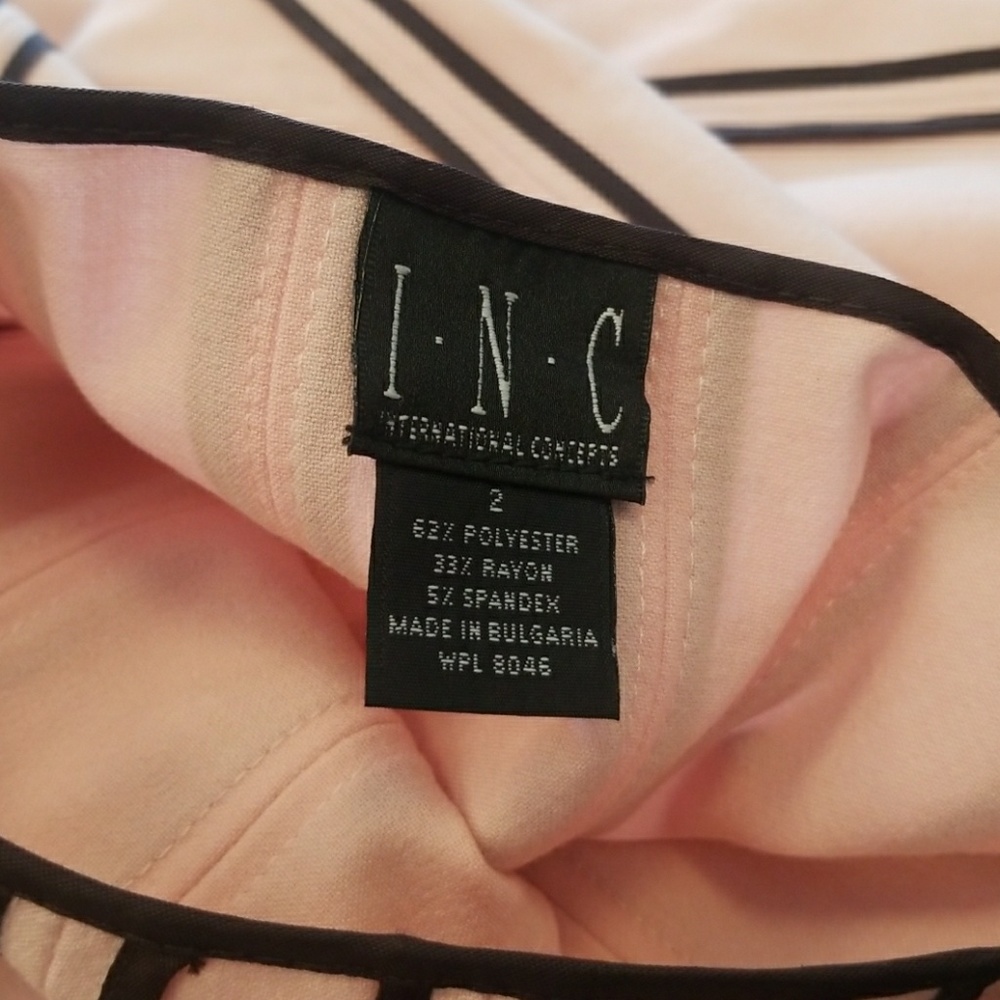 I·N·C
INTERNATIONAL CONCEPTS
2
62% POLYESTER
33% RAYON
5% SPANDEX
MADE IN BULGARIA
WPL 8046